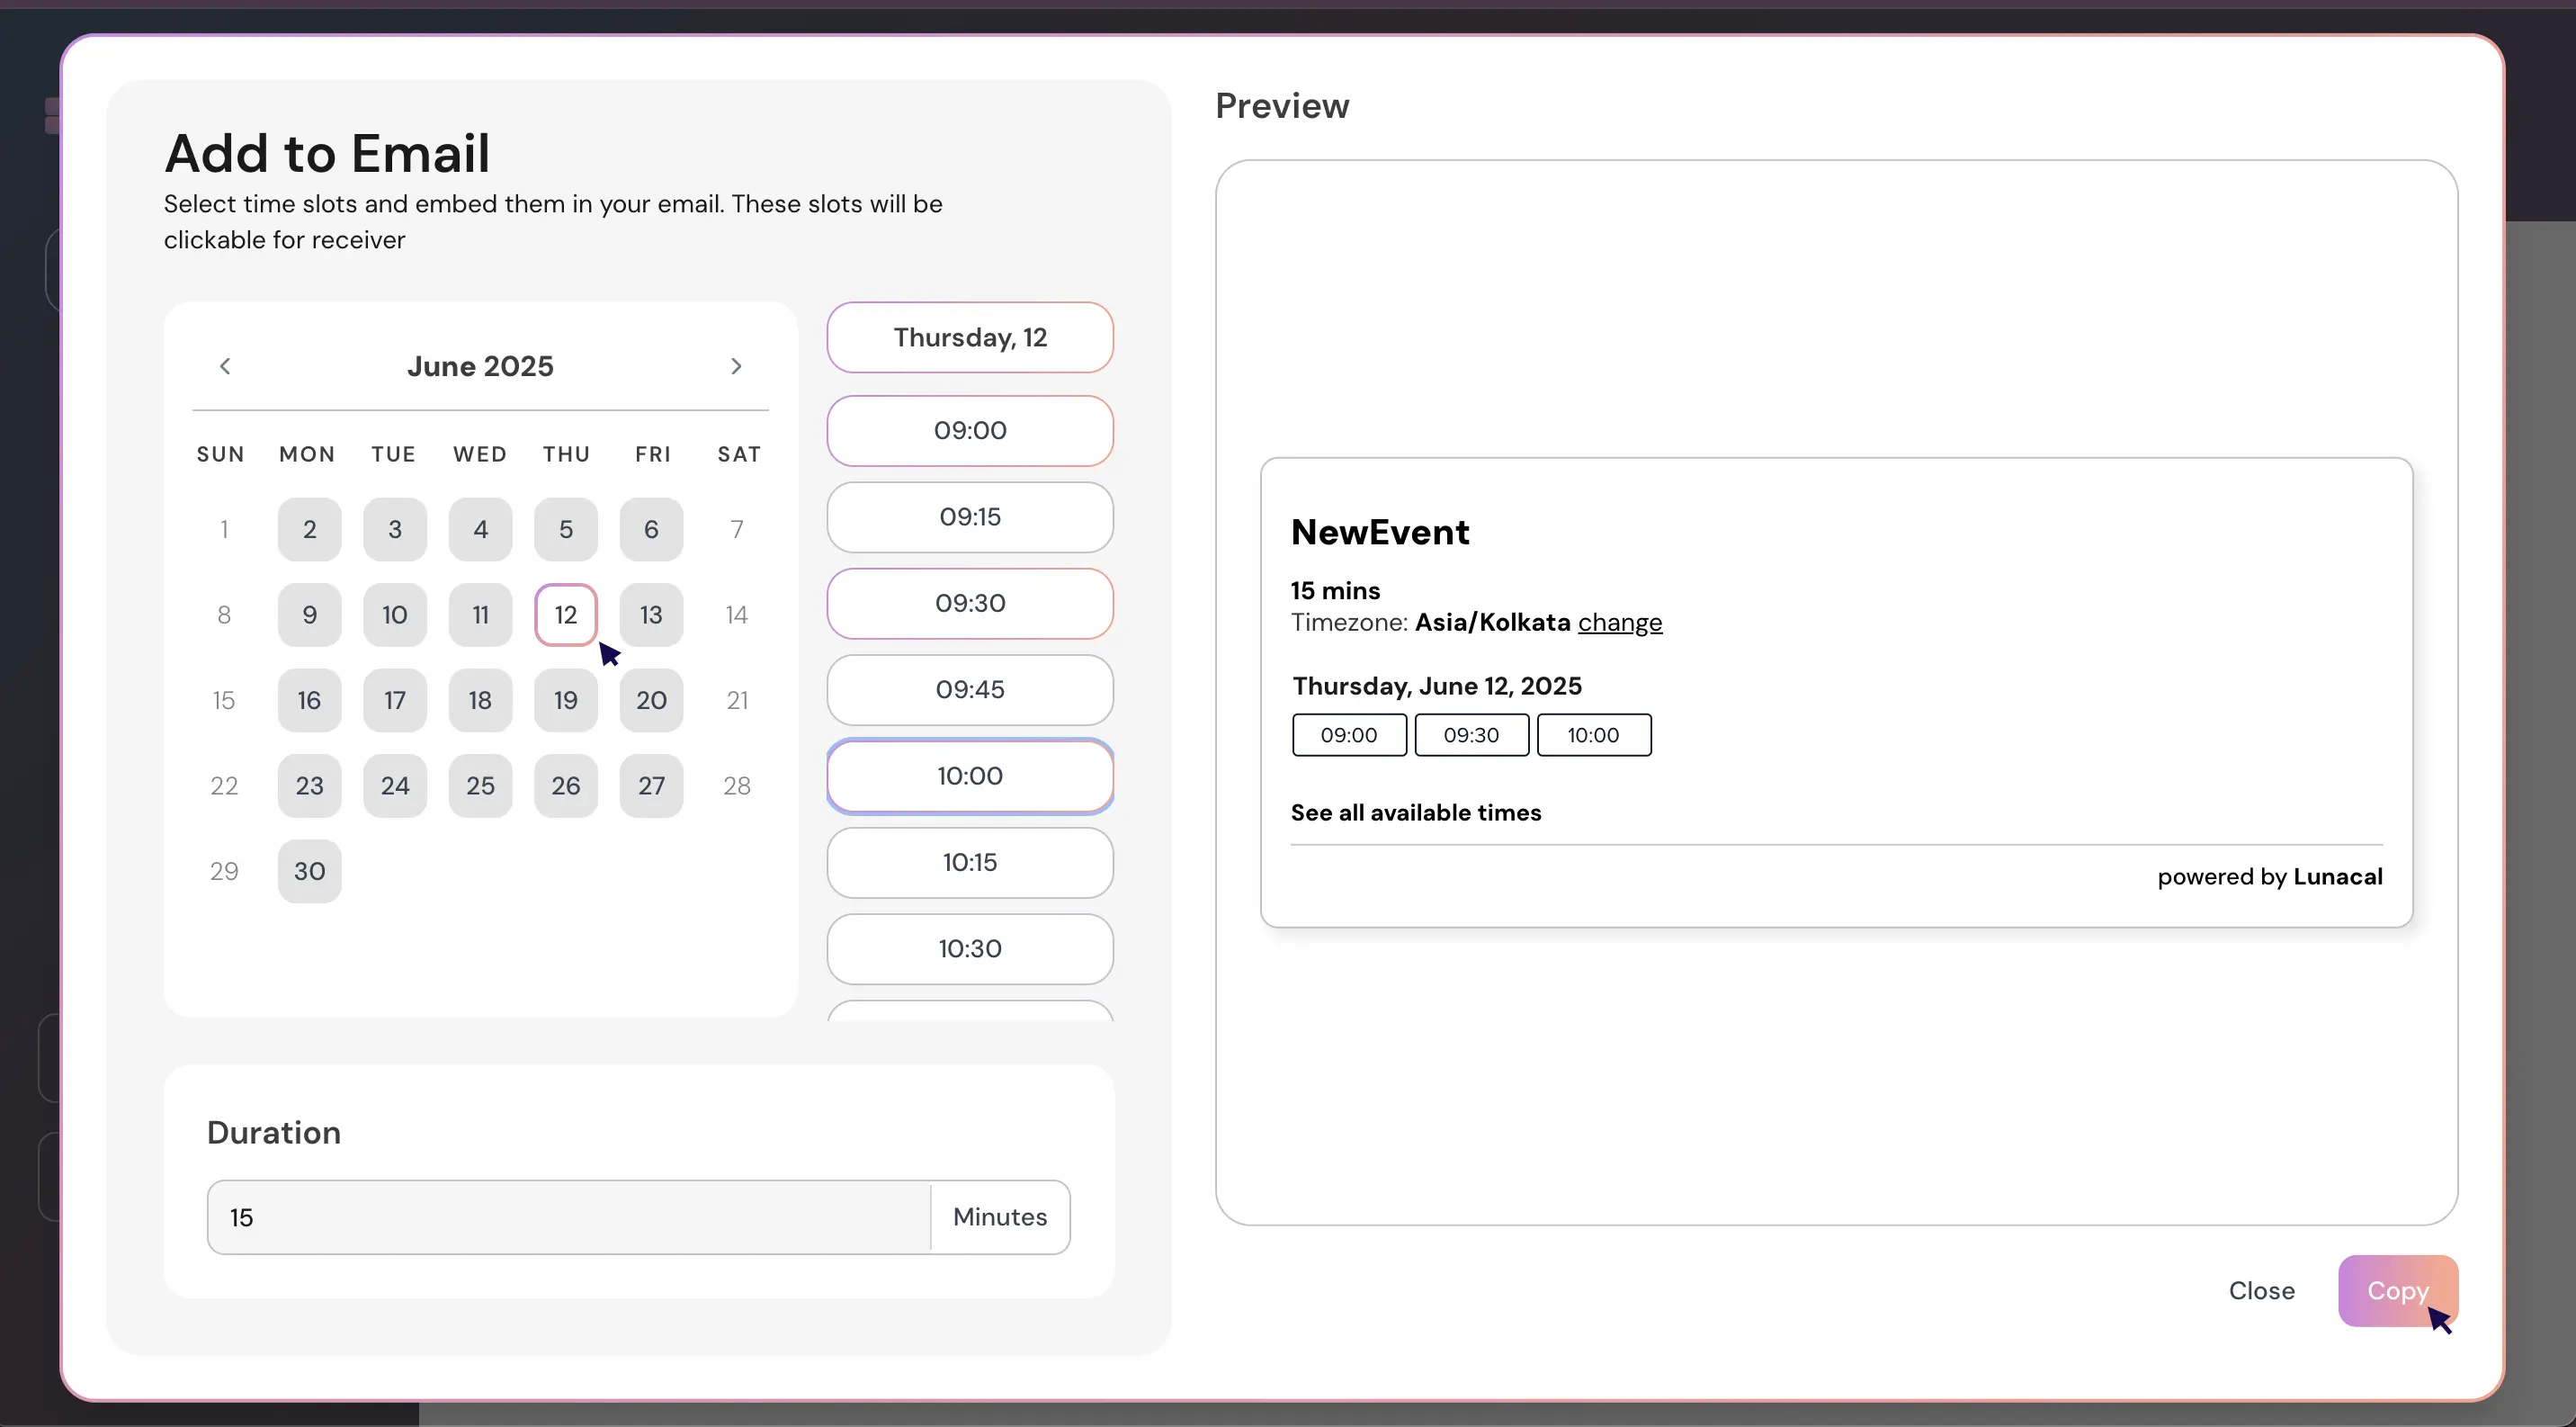 Add to Email
Select time slots and embed them in your email. These slots will be
clickable for receiver
June 2025
SUN MON TUE WED THU FRI SAT
1 2 3 4 5 6 7
8 9 10 11 12 13 14
15 16 17 18 19 20 21
22 23 24 25 26 27 28
29 30
Thursday, 12
09:00
09:15
09:30
09:45
10:00
10:15
10:30
Duration
15 Minutes
Preview
NewEvent
15 mins
Timezone: Asia/Kolkata change
Thursday, June 12, 2025
09:00 09:30 10:00
See all available times
powered by Lunacal
Close Copy